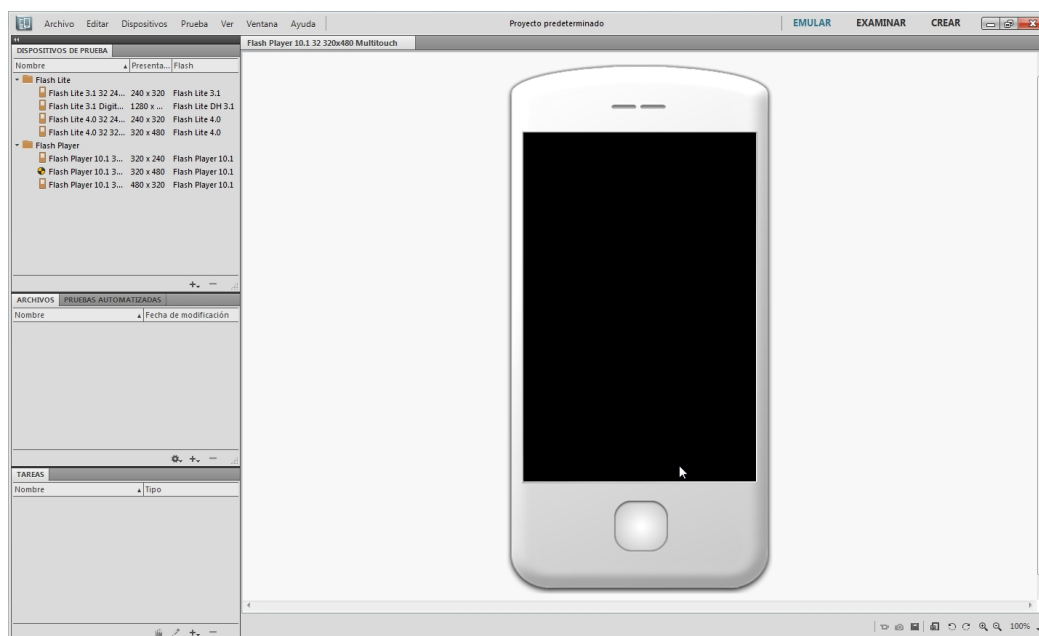 Archivo Editar Dispositivos Prueba Ver Ventana Ayuda Proyecto predeterminado EMULAR EXAMINAR CREAR
DISPOSITIVOS DE PRUEBA
Flash Player 10.1 32 320x480 Multitouch
Nombre Presenta... Flash
Flash Lite
Flash Lite 3.1 32 24... 240 x 320 Flash Lite 3.1
Flash Lite 3.1 Digit... 1280 x ... Flash Lite DH 3.1
Flash Lite 4.0 32 24... 240 x 320 Flash Lite 4.0
Flash Lite 4.0 32 32... 320 x 480 Flash Lite 4.0
Flash Player
Flash Player 10.1 3... 320 x 240 Flash Player 10.1
Flash Player 10.1 3... 320 x 480 Flash Player 10.1
Flash Player 10.1 3... 480 x 320 Flash Player 10.1
ARCHIVOS PRUEBAS AUTOMATIZADAS
Nombre Fecha de modificación
TAREAS
Nombre Tipo
100%